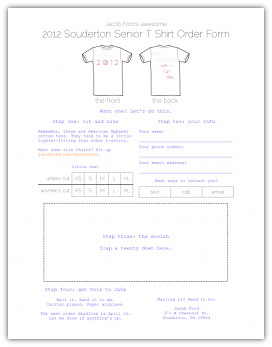 Jacob Ford's awesome
2012 Souderton Senior T Shirt Order Form
2012
the front
the back
Want one? Let's do this.
Step one: cut and size
Remember, these are American Apparel
cotton tees. They tend to be a little
tighter-fitting than other t-shirts.
Want some size charts? Hit up
Circle one:
unisex cut XS S M L XL
women's cut XS S M L XL
Step two: your info
Your name:
Your phone number:
Your email address:
Best ways to contact you?
text call email
Step three: the moolah
Slap a twenty down here.
Step four: get this to Jake
Mail it. Hand it to me.
Carrier pigeon. Paper airplane.
The next order deadline is April 15.
Let me know if anything's up.
Mailing it? Send it to:
Jacob Ford
Souderton, PA 18964